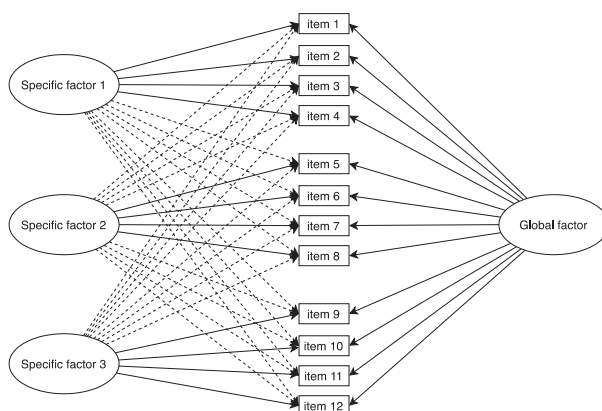 item 1
item 2
item 3
item 4
item 5
item 6
item 7
item 8
item 9
item 10
item 11
item 12
Specific factor 1
Specific factor 2
Specific factor 3
Global factor